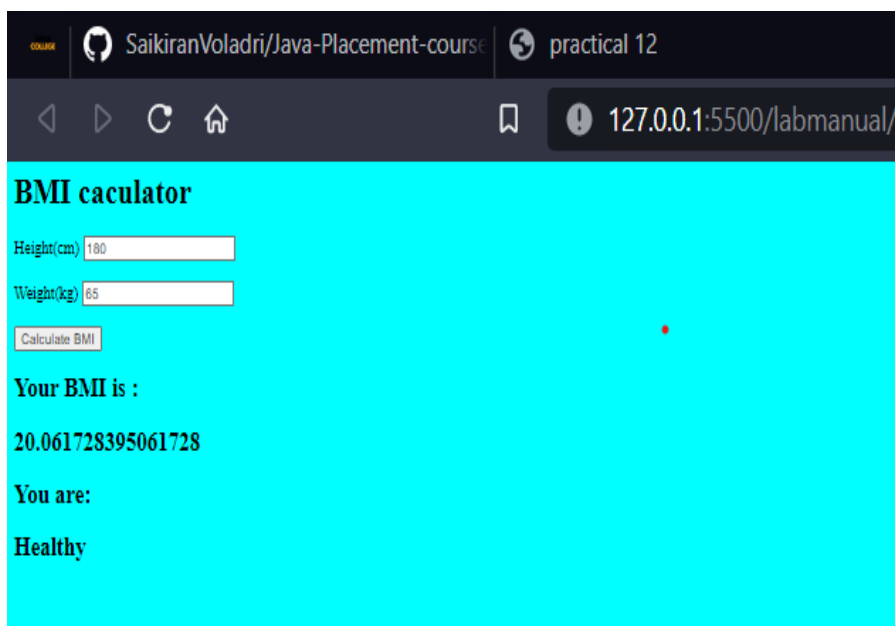 COLLEGE
SaikiranVoladri/Java-Placement-course
practical 12
127.0.0.1:5500/labmanual/
BMI caculator
Height(cm) 180
Weight(kg) 65
Calculate BMI
Your BMI is :
20.061728395061728
You are:
Healthy